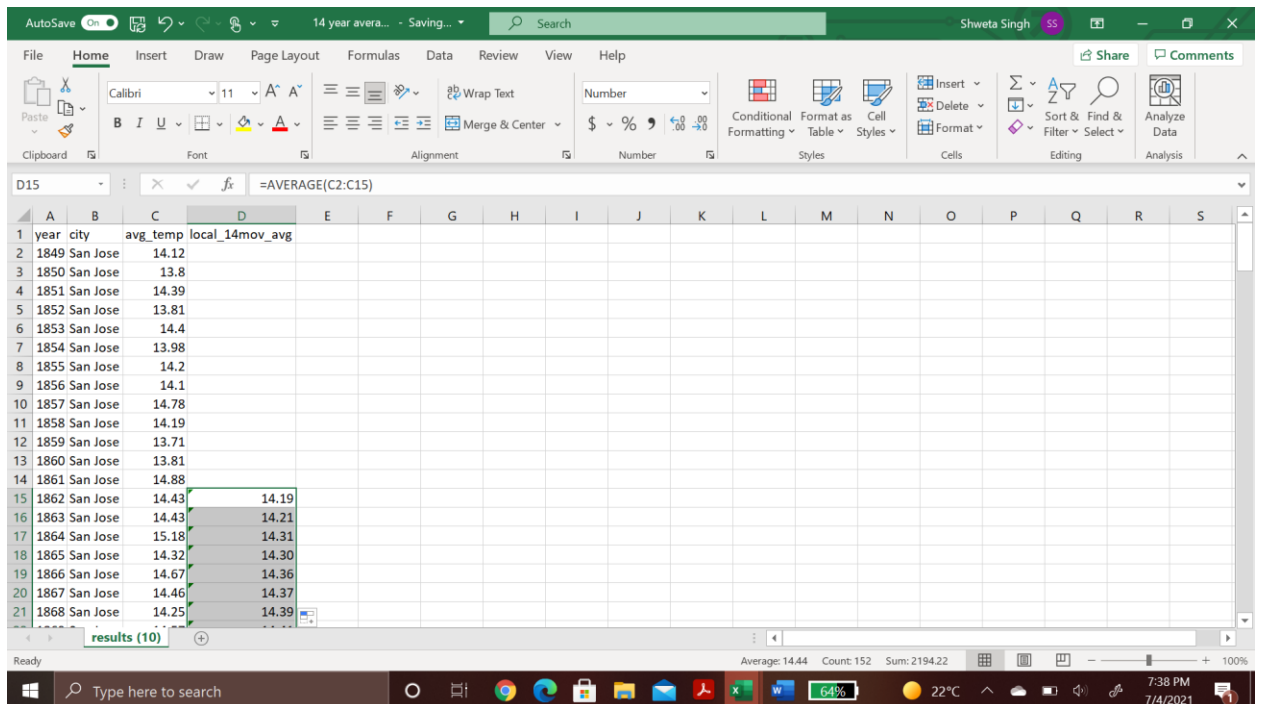 AutoSave On 14 year avera... - Saving... Search Shweta Singh SS
File Home Insert Draw Page Layout Formulas Data Review View Help Share Comments
Paste
Clipboard
Calibri 11 A A
B I U A
Font
ab Wrap Text
Merge & Center
Alignment
Number
$ % 9
Number
Conditional Formatting
Format as Table
Cell Styles
Styles
Insert
Delete
Format
Cells
Sort & Filter
Find & Select
Editing
Analyze Data
Analysis
D15 fx =AVERAGE(C2:C15)
A B C D E F G H I J K L M N O P Q R S
1 year city avg_temp local_14mov_avg
2 1849 San Jose 14.12
3 1850 San Jose 13.8
4 1851 San Jose 14.39
5 1852 San Jose 13.81
6 1853 San Jose 14.4
7 1854 San Jose 13.98
8 1855 San Jose 14.2
9 1856 San Jose 14.1
10 1857 San Jose 14.78
11 1858 San Jose 14.19
12 1859 San Jose 13.71
13 1860 San Jose 13.81
14 1861 San Jose 14.88
15 1862 San Jose 14.43 14.19
16 1863 San Jose 14.43 14.21
17 1864 San Jose 15.18 14.31
18 1865 San Jose 14.32 14.30
19 1866 San Jose 14.67 14.36
20 1867 San Jose 14.46 14.37
21 1868 San Jose 14.25 14.39
results (10)
Ready Average: 14.44 Count: 152 Sum: 2194.22 100%
Type here to search 64% 22°C 7:38 PM
7/4/2021